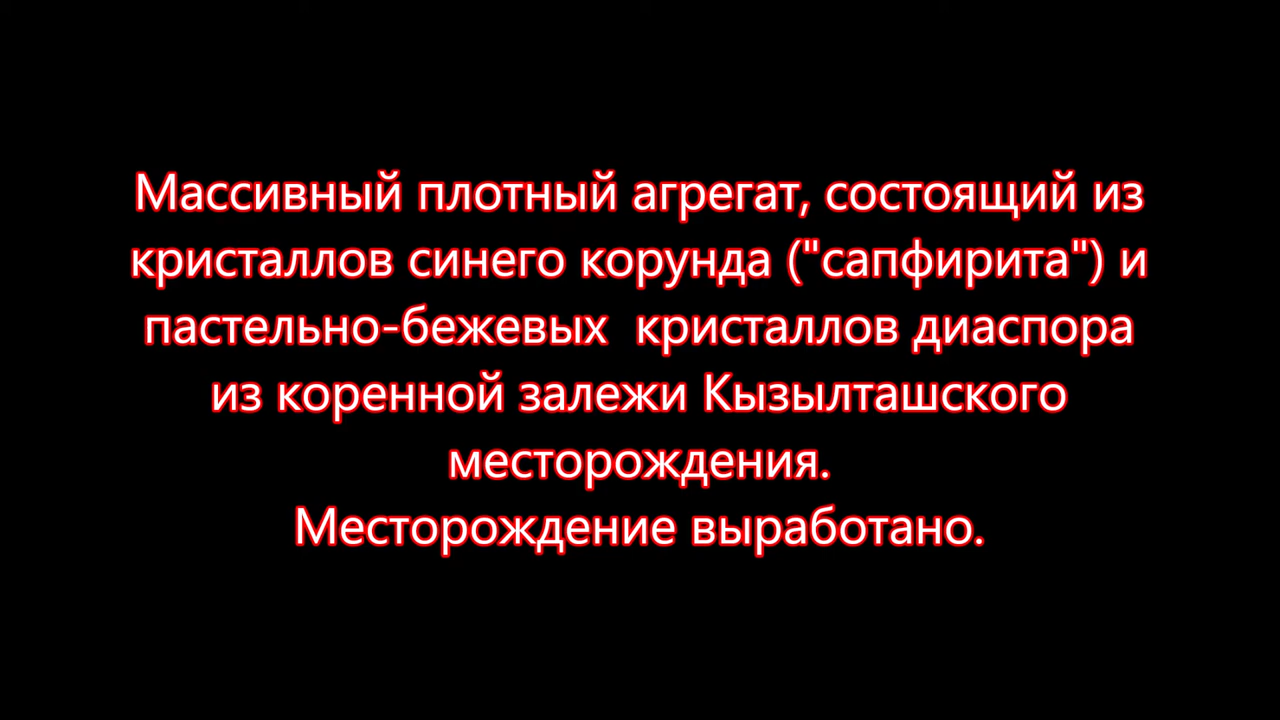 Массивный плотный агрегат, состоящий из
кристаллов синего корунда ("сапфирита") и
пастельно-бежевых  кристаллов диаспора
из коренной залежи Кызылташского
месторождения.
Месторождение выработано.